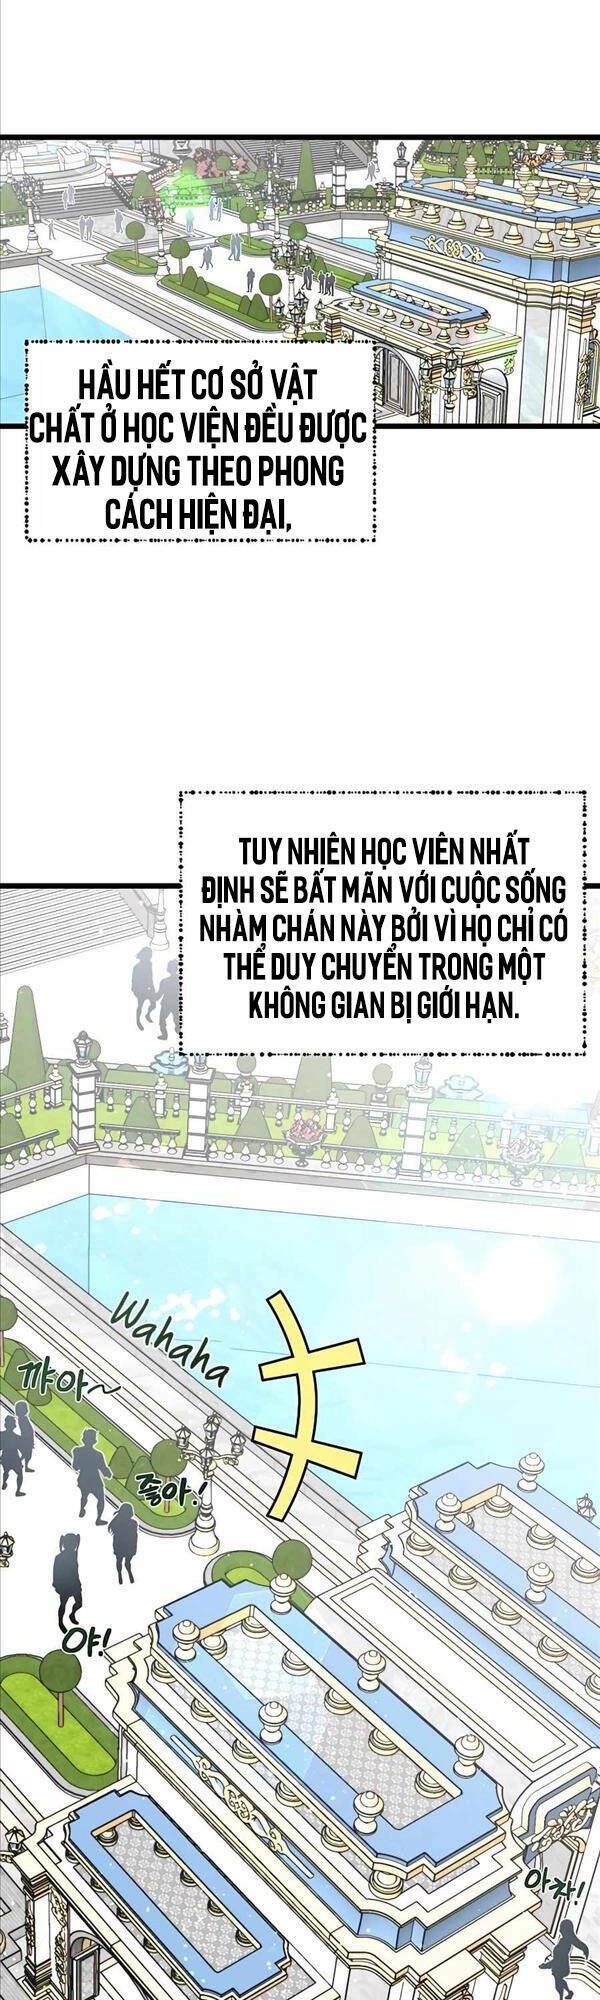 HẦU HẾT CƠ SỞ VẬT
CHẤT Ở HỌC VIỆN ĐỀU ĐƯỢC
XÂY DỰNG THEO PHONG
CÁCH HIỆN ĐẠI,
TUY NHIÊN HỌC VIÊN NHẤT
ĐỊNH SẼ BẤT MÃN VỚI CUỘC SỐNG
NHÀM CHÁN NÀY BỞI VÌ HỌ CHỈ CÓ
THỂ DUY CHUYỂN TRONG MỘT
KHÔNG GIAN BỊ GIỚI HẠN.
Wahaha
꺄아~
좋아!
야!
아자!